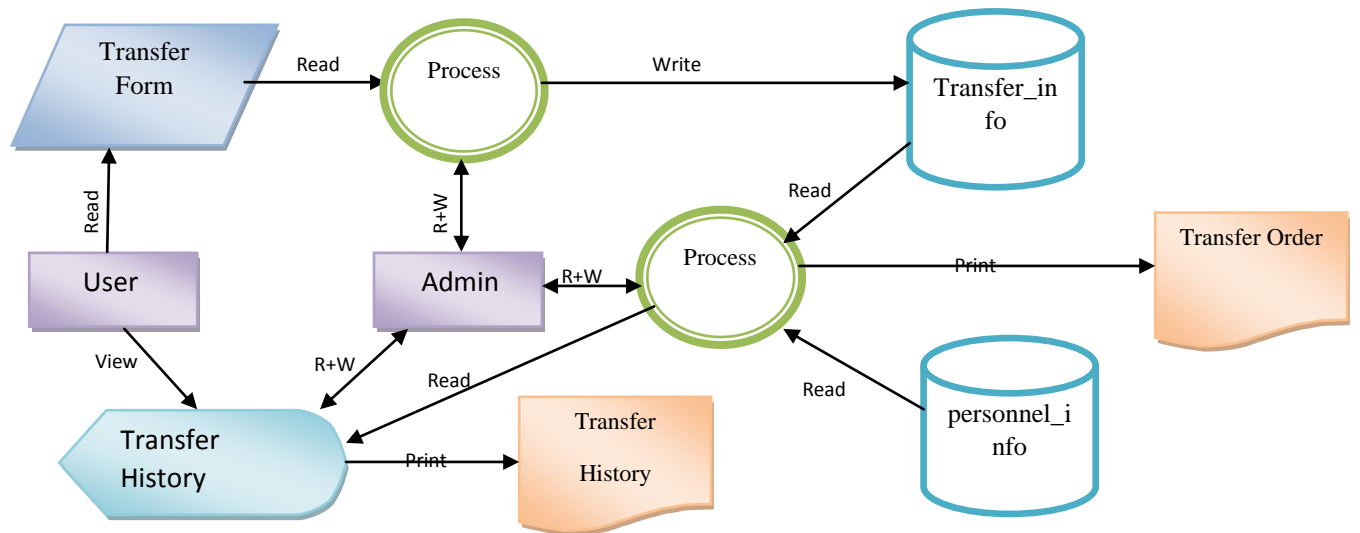 Transfer
Form
Read
Process
Write
Transfer_in
fo
Read
R+W
Read
User
Admin
R+W
Process
Print
Transfer Order
View
R+W
Read
Read
personnel_i
nfo
Transfer
History
Print
Transfer
History